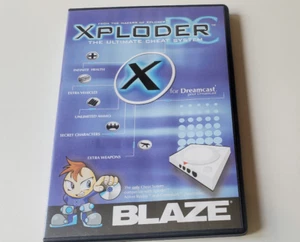 FROM THE MAKERS OF XPLODER
XPLODER DC
THE ULTIMATE CHEAT SYSTEM
INFINITE HEALTH
EXTRA VEHICLES
UNLIMITED AMMO
SECRET CHARACTERS
EXTRA WEAPONS
X
for Dreamcast
BLAZE